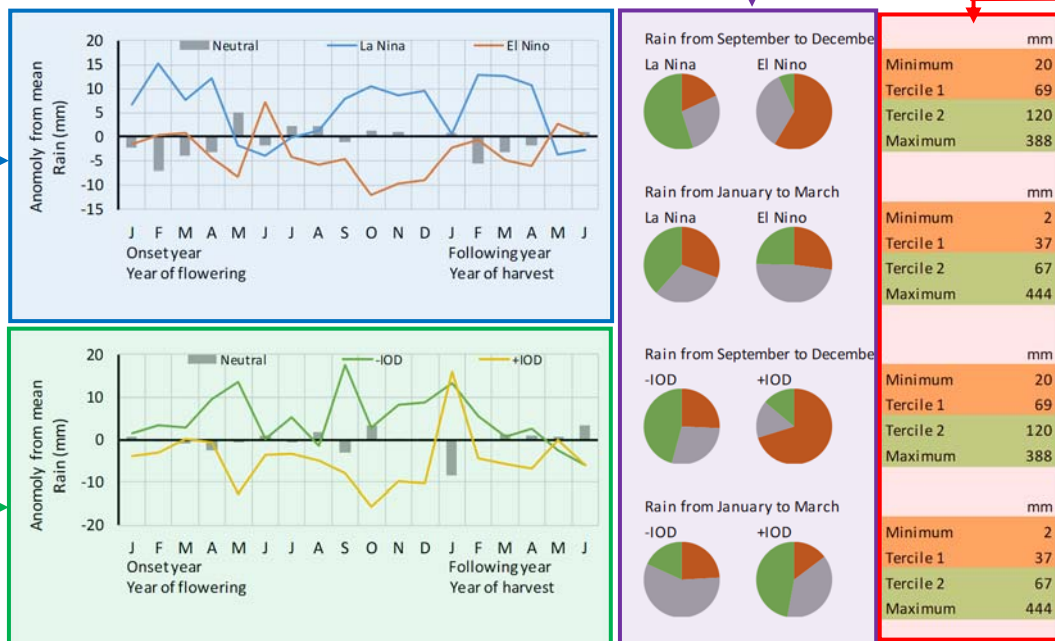 20
15
10
5
0
-5
-10
-15
Anomoly from mean
Rain (mm)
Neutral La Nina El Nino
J F M A M J J A S O N D J F M A M J
Onset year Following year
Year of flowering Year of harvest
20
10
0
-10
-20
Anomoly from mean
Rain (mm)
Neutral -IOD +IOD
J F M A M J J A S O N D J F M A M J
Onset year Following year
Year of flowering Year of harvest
Rain from September to Decembe
La Nina El Nino
Rain from January to March
La Nina El Nino
Rain from September to Decembe
-IOD +IOD
Rain from January to March
-IOD +IOD
mm
Minimum 20
Tercile 1 69
Tercile 2 120
Maximum 388
mm
Minimum 2
Tercile 1 37
Tercile 2 67
Maximum 444
mm
Minimum 20
Tercile 1 69
Tercile 2 120
Maximum 388
mm
Minimum 2
Tercile 1 37
Tercile 2 67
Maximum 444